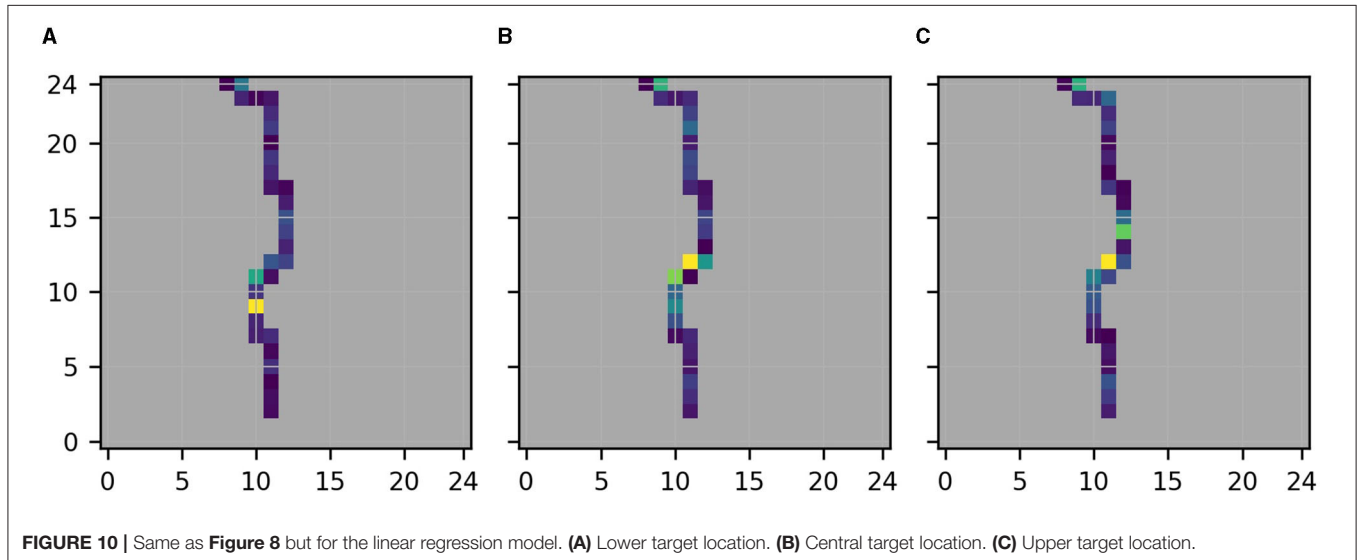 A B C
24
20
15
10
5
0
0 5 10 15 20 24 0 5 10 15 20 24 0 5 10 15 20 24
FIGURE 10 | Same as Figure 8 but for the linear regression model. (A) Lower target location. (B) Central target location. (C) Upper target location.